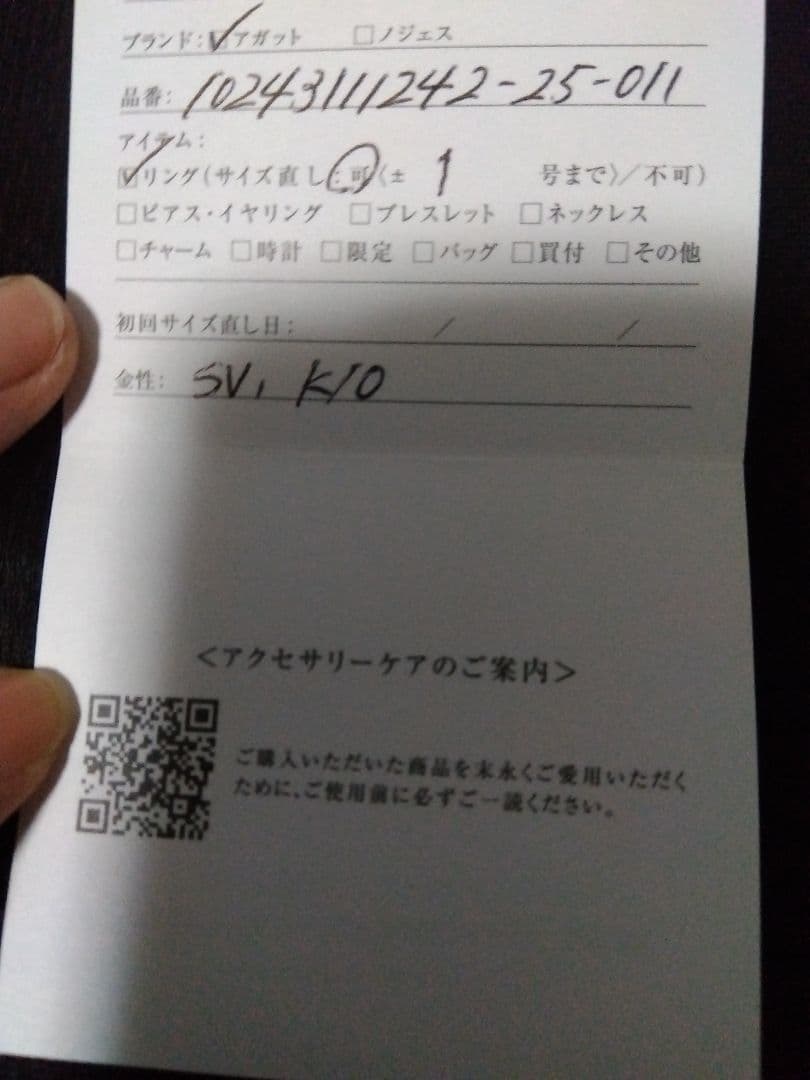 ブランド: ☑アガット □ノジェス
品番: 10243111242-25-011
アイテム:
☑リング(サイズ直し:可〈± 1 号まで〉/不可)
□ピアス・イヤリング □ブレスレット □ネックレス
□チャーム □時計 □限定 □バッグ □買付 □その他
初回サイズ直し日: / /
金性: SV, K10
<アクセサリーケアのご案内>
ご購入いただいた商品を末永くご愛用いただく
ために、ご使用前に必ずご一読ください。